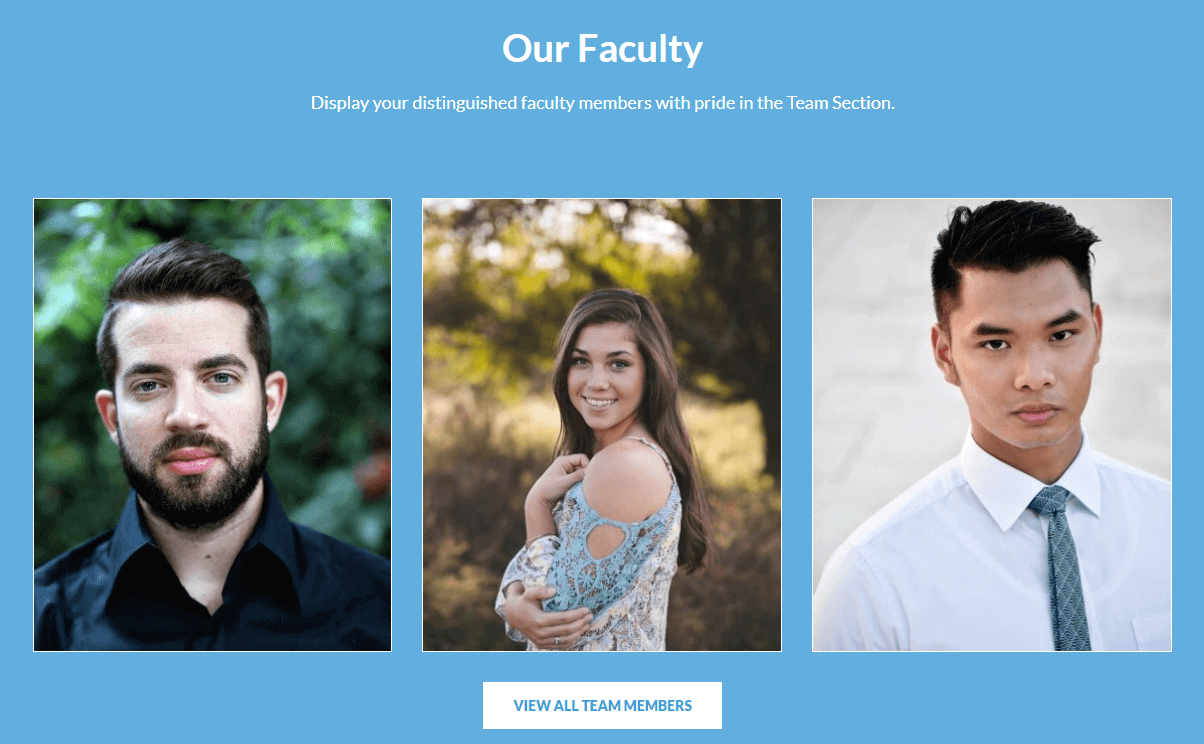 Our Faculty
Display your distinguished faculty members with pride in the Team Section.
VIEW ALL TEAM MEMBERS